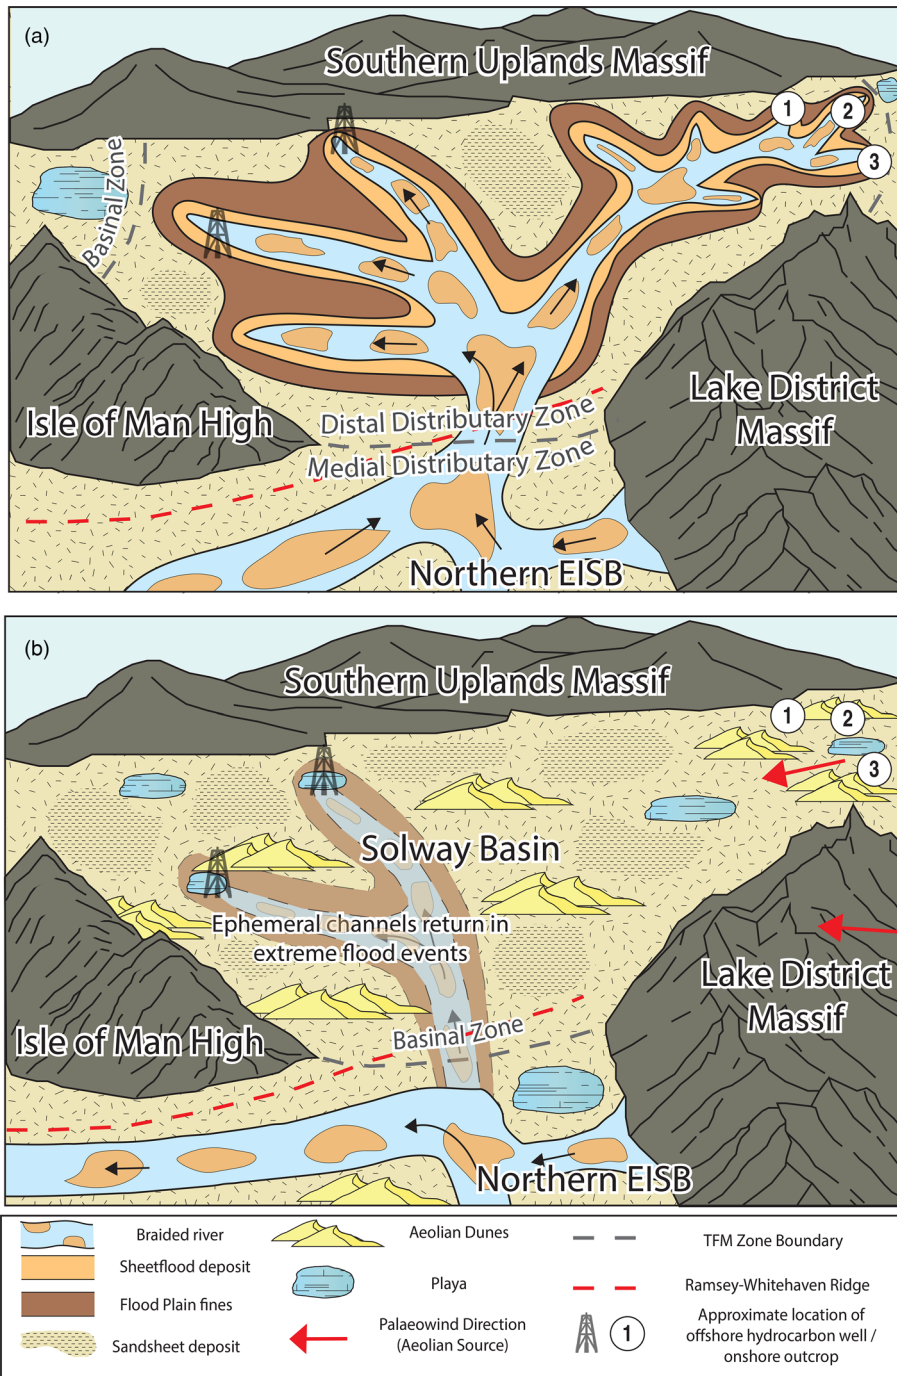 (a)
Southern Uplands Massif
1
2
3
Basinal Zone
Lake District
Massif
Isle of Man High
Distal Distributary Zone
Medial Distributary Zone
Northern EISB
(b)
Southern Uplands Massif
1
2
3
Solway Basin
Ephemeral channels return in
extreme flood events
Lake District
Massif
Basinal Zone
Isle of Man High
Northern EISB
Braided river
Aeolian Dunes
TFM Zone Boundary
Sheetflood deposit
Playa
Ramsey-Whitehaven Ridge
Flood Plain fines
Palaeowind Direction
(Aeolian Source)
1
Approximate location of
offshore hydrocarbon well /
onshore outcrop
Sandsheet deposit